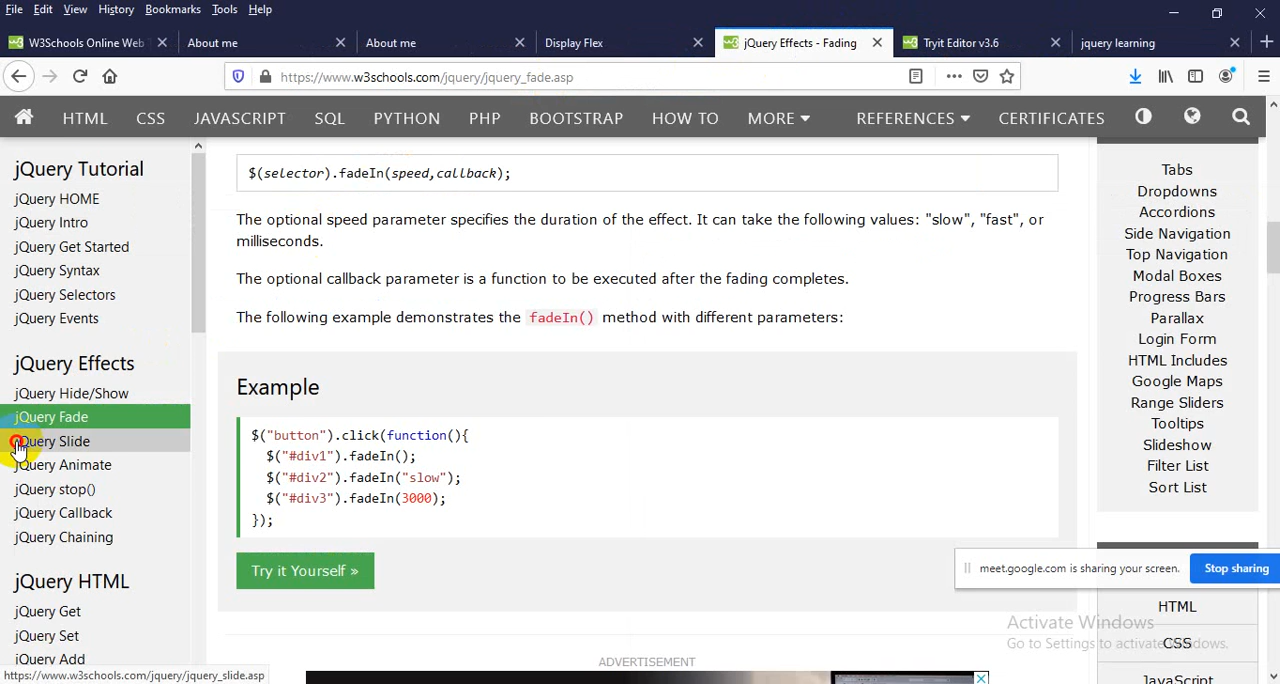 File Edit View History Bookmarks Tools Help
W3Schools Online Web
About me
About me
Display Flex
jQuery Effects - Fading
Tryit Editor v3.6
jquery learning
https://www.w3schools.com/jquery/jquery_fade.asp
HTML CSS JAVASCRIPT SQL PYTHON PHP BOOTSTRAP HOW TO MORE REFERENCES CERTIFICATES
jQuery Tutorial
jQuery HOME
jQuery Intro
jQuery Get Started
jQuery Syntax
jQuery Selectors
jQuery Events
jQuery Effects
jQuery Hide/Show
jQuery Fade
jQuery Slide
jQuery Animate
jQuery stop()
jQuery Callback
jQuery Chaining
jQuery HTML
jQuery Get
jQuery Set
jQuery Add
https://www.w3schools.com/jquery/jquery_slide.asp
$(selector).fadeIn(speed,callback);
The optional speed parameter specifies the duration of the effect. It can take the following values: "slow", "fast", or
milliseconds.
The optional callback parameter is a function to be executed after the fading completes.
The following example demonstrates the fadeIn() method with different parameters:
Example
$("button").click(function(){
$("#div1").fadeIn();
$("#div2").fadeIn("slow");
$("#div3").fadeIn(3000);
});
Try it Yourself »
ADVERTISEMENT
Tabs
Dropdowns
Accordions
Side Navigation
Top Navigation
Modal Boxes
Progress Bars
Parallax
Login Form
HTML Includes
Google Maps
Range Sliders
Tooltips
Slideshow
Filter List
Sort List
meet.google.com is sharing your screen.
Stop sharing
HTML
CSS
JavaScript
Activate Windows
Go to Settings to activate Windows.